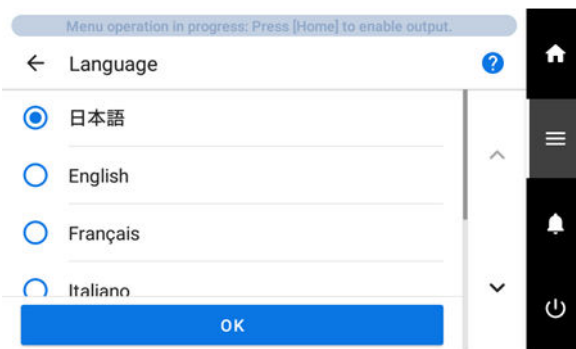 Menu operation in progress: Press [Home] to enable output.
Language
?
日本語
English
Français
Italiano
OK